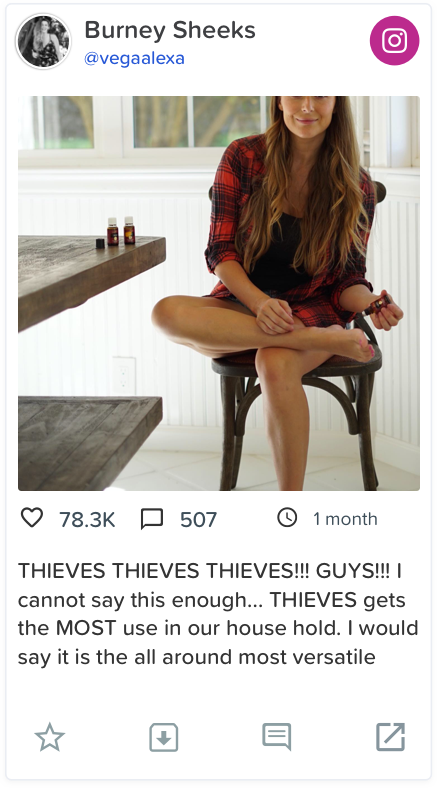 Burney Sheeks
@vegaalexa
78.3K 507 1 month
THIEVES THIEVES THIEVES!!! GUYS!!! I
cannot say this enough... THIEVES gets
the MOST use in our house hold. I would
say it is the all around most versatile